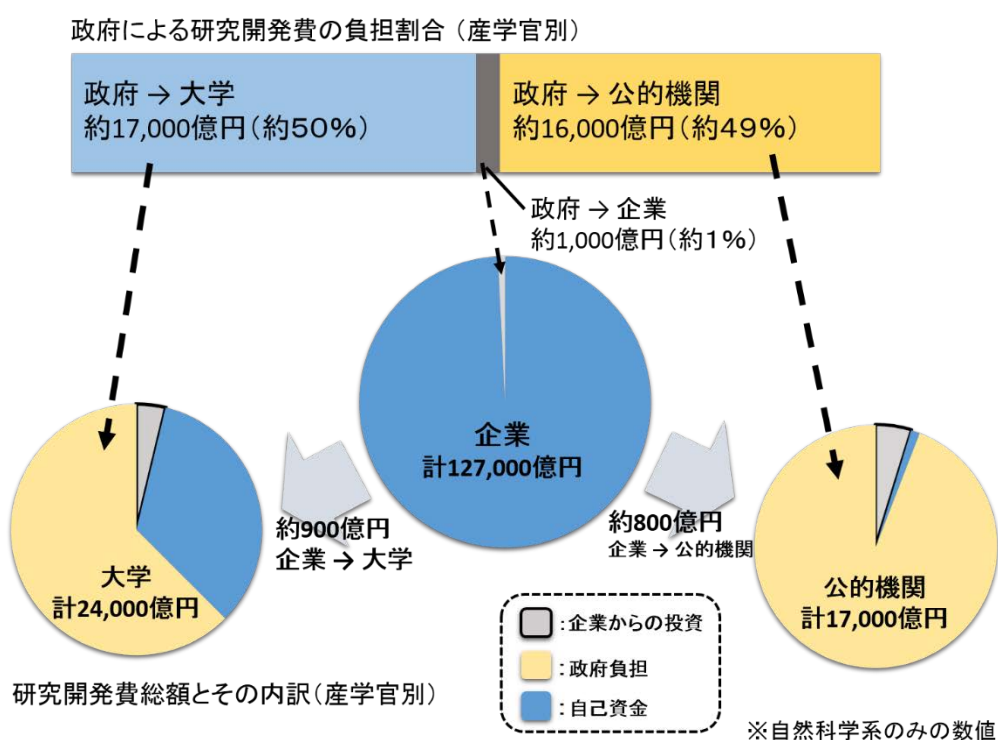 政府による研究開発費の負担割合（産学官別）
政府 → 大学
約17,000億円（約50%）
政府 → 公的機関
約16,000億円（約49%）
政府 → 企業
約1,000億円（約1%）
企業
計127,000億円
約900億円
企業 → 大学
約800億円
企業 → 公的機関
大学
計24,000億円
公的機関
計17,000億円
：企業からの投資
：政府負担
：自己資金
研究開発費総額とその内訳（産学官別）
※自然科学系のみの数値